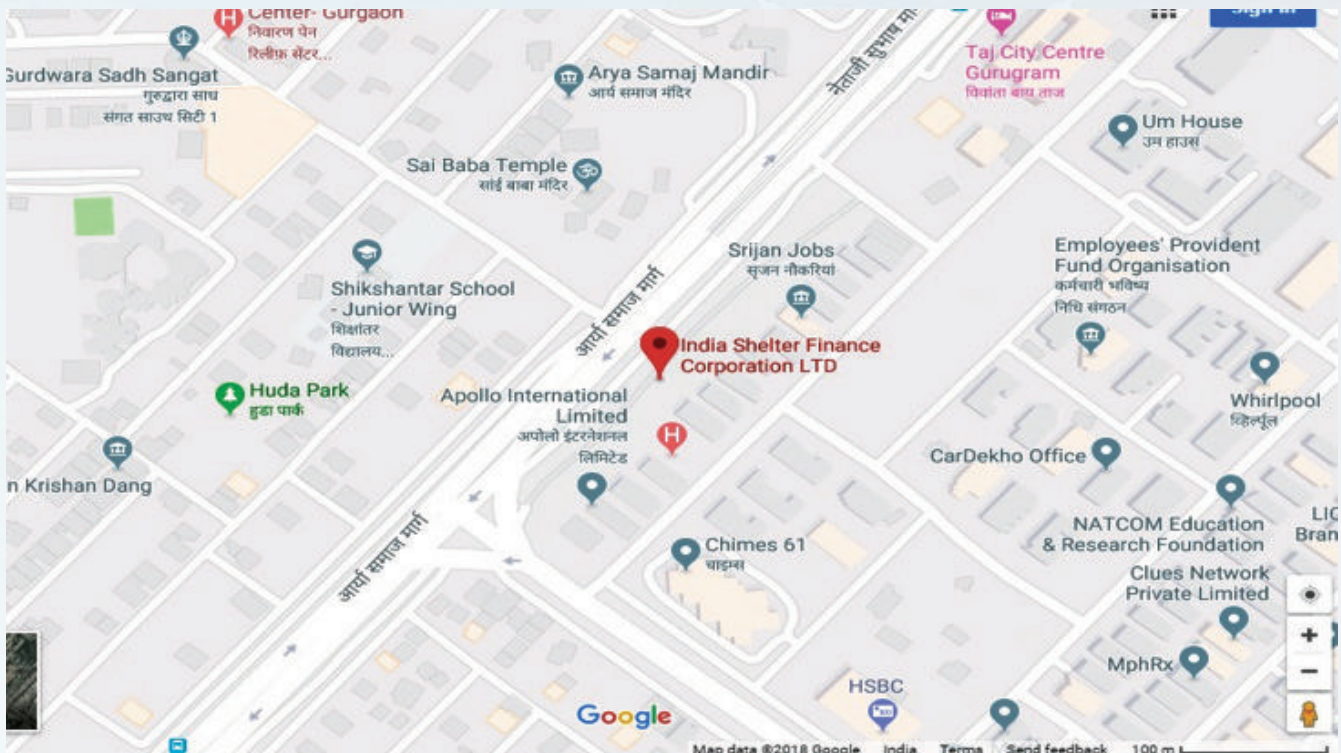 Center- Gurgaon
निवारण पेन
रिलीफ़ सेंटर...
Gurdwara Sadh Sangat
गुरुद्वारा साध
संगत साउथ सिटी 1
Arya Samaj Mandir
आर्य समाज मंदिर
नेताजी सुभाष मा
Sign in
Taj City Centre
Gurugram
विवांता बाय ताज
Um House
उम हाउस
Sai Baba Temple
सांई बाबा मंदिर
Srijan Jobs
सृजन नौकरियां
Employees' Provident
Fund Organisation
कर्मचारी भविष्य
निधि संगठन
Shikshantar School
- Junior Wing
शिक्षांतर
विद्यालय...
आर्या समाज मार्ग
India Shelter Finance
Corporation LTD
Huda Park
हुडा पार्क
Apollo International
Limited
अपोलो इंटरनेशनल
लिमिटेड
H
Whirlpool
व्हिर्लपूल
CarDekho Office
n Krishan Dang
आर्या समाज मार्ग
NATCOM Education
& Research Foundation
LIC
Bran
Chimes 61
चाइम्स
Clues Network
Private Limited
MphRx
HSBC
Google
Map data ©2018 Google India Terms Send feedback 100 m